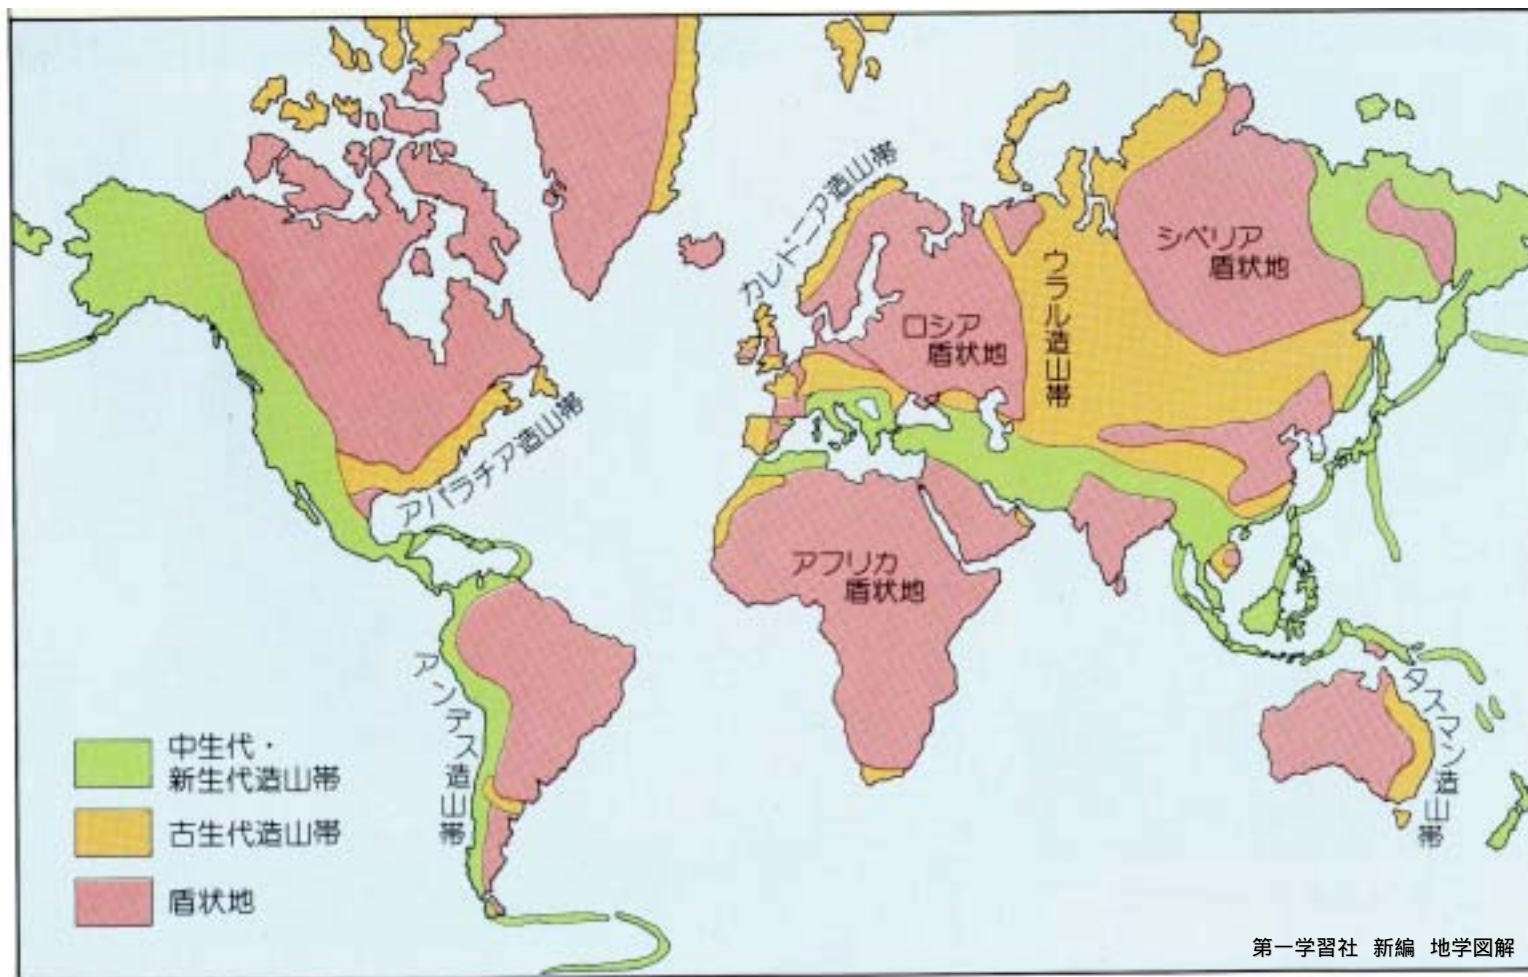 カレドニア造山帯
シベリア
盾状地
ウラル造山帯
ロシア
盾状地
アパラチア造山帯
アフリカ
盾状地
アンデス造山帯
タスマン造山帯
中生代・
新生代造山帯
古生代造山帯
盾状地
第一学習社 新編 地学図解